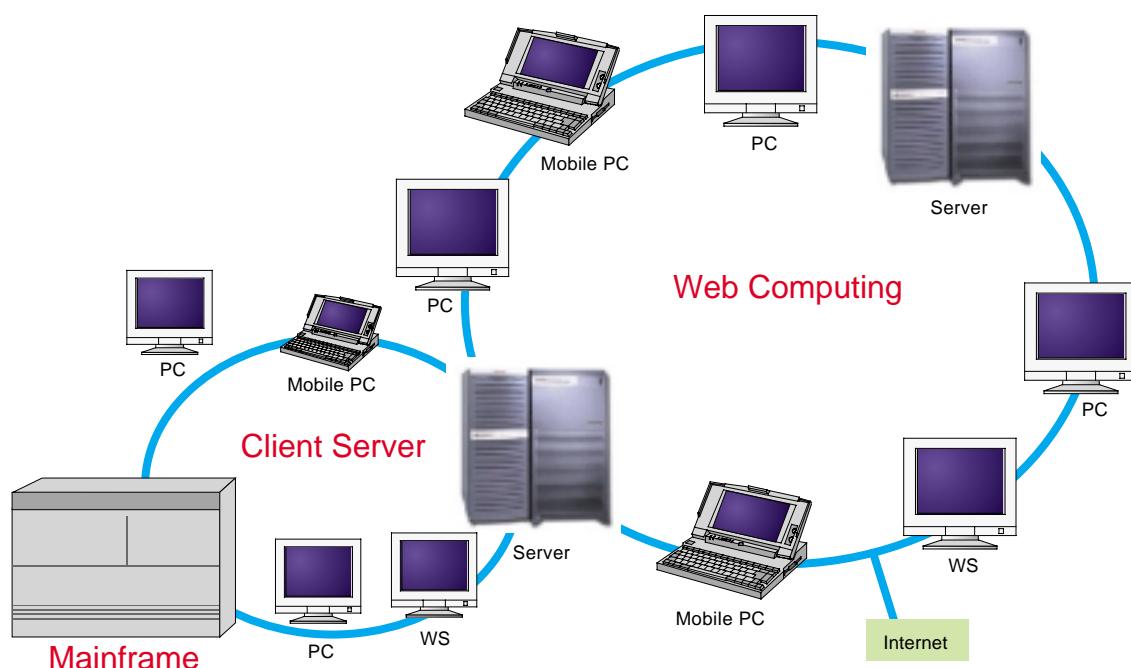 PC
Mobile PC
Server
PC
Web Computing
PC
Mobile PC
PC
Client Server
Server
WS
Mobile PC
PC
WS
Internet
Mainframe